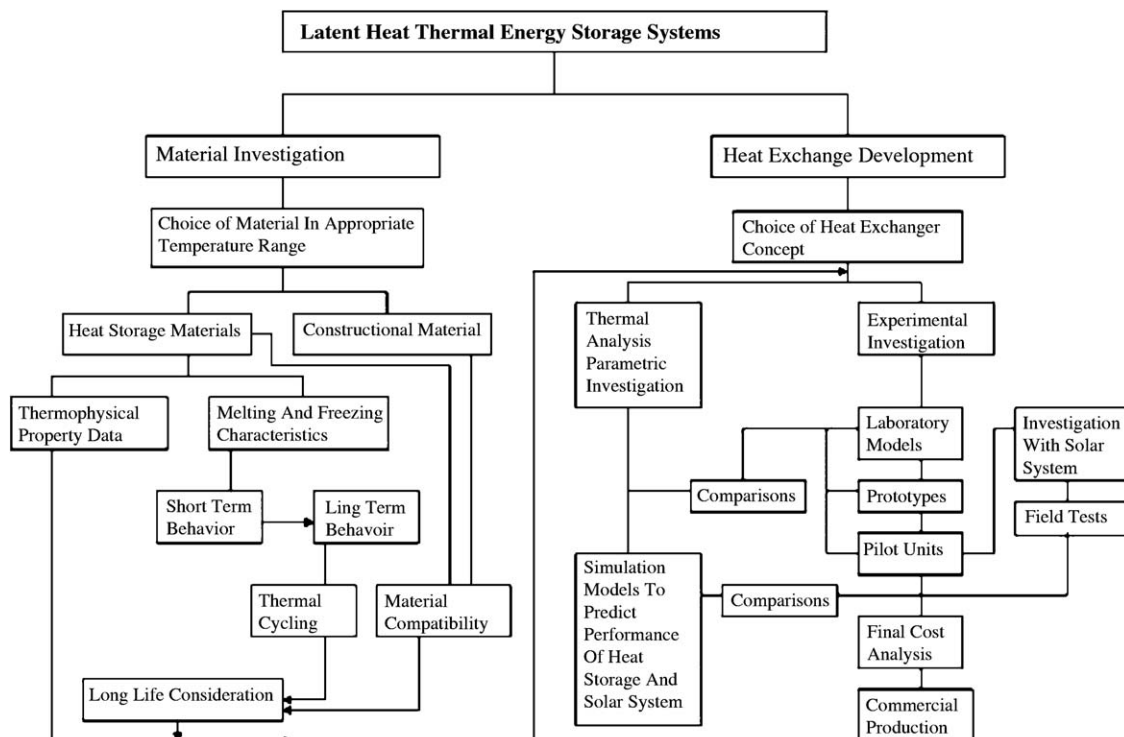 Latent Heat Thermal Energy Storage Systems
Material Investigation
Heat Exchange Development
Choice of Material In Appropriate
Temperature Range
Choice of Heat Exchanger
Concept
Heat Storage Materials
Constructional Material
Thermal
Analysis
Parametric
Investigation
Experimental
Investigation
Thermophysical
Property Data
Melting And Freezing
Characteristics
Laboratory
Models
Investigation
With Solar
System
Short Term
Behavior
Ling Term
Behavoir
Comparisons
Prototypes
Field Tests
Pilot Units
Simulation
Models To
Predict
Performance
Of Heat
Storage And
Solar System
Comparisons
Thermal
Cycling
Material
Compatibility
Final Cost
Analysis
Long Life Consideration
Commercial
Production